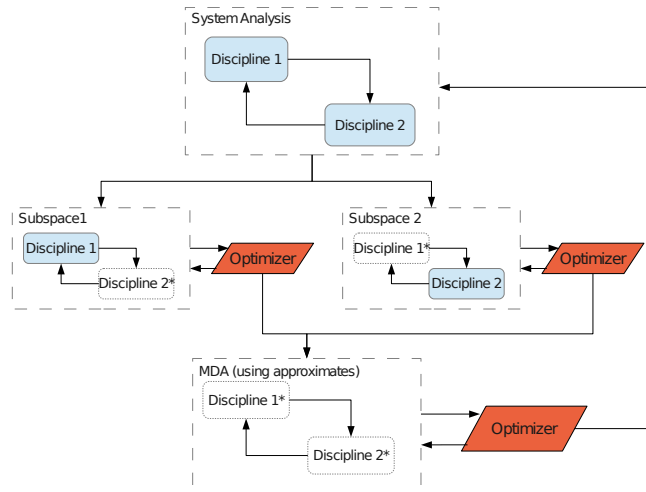 System Analysis
Discipline 1
Discipline 2
Subspace1
Discipline 1
Discipline 2*
Optimizer
Subspace 2
Discipline 1*
Discipline 2
Optimizer
MDA (using approximates)
Discipline 1*
Discipline 2*
Optimizer